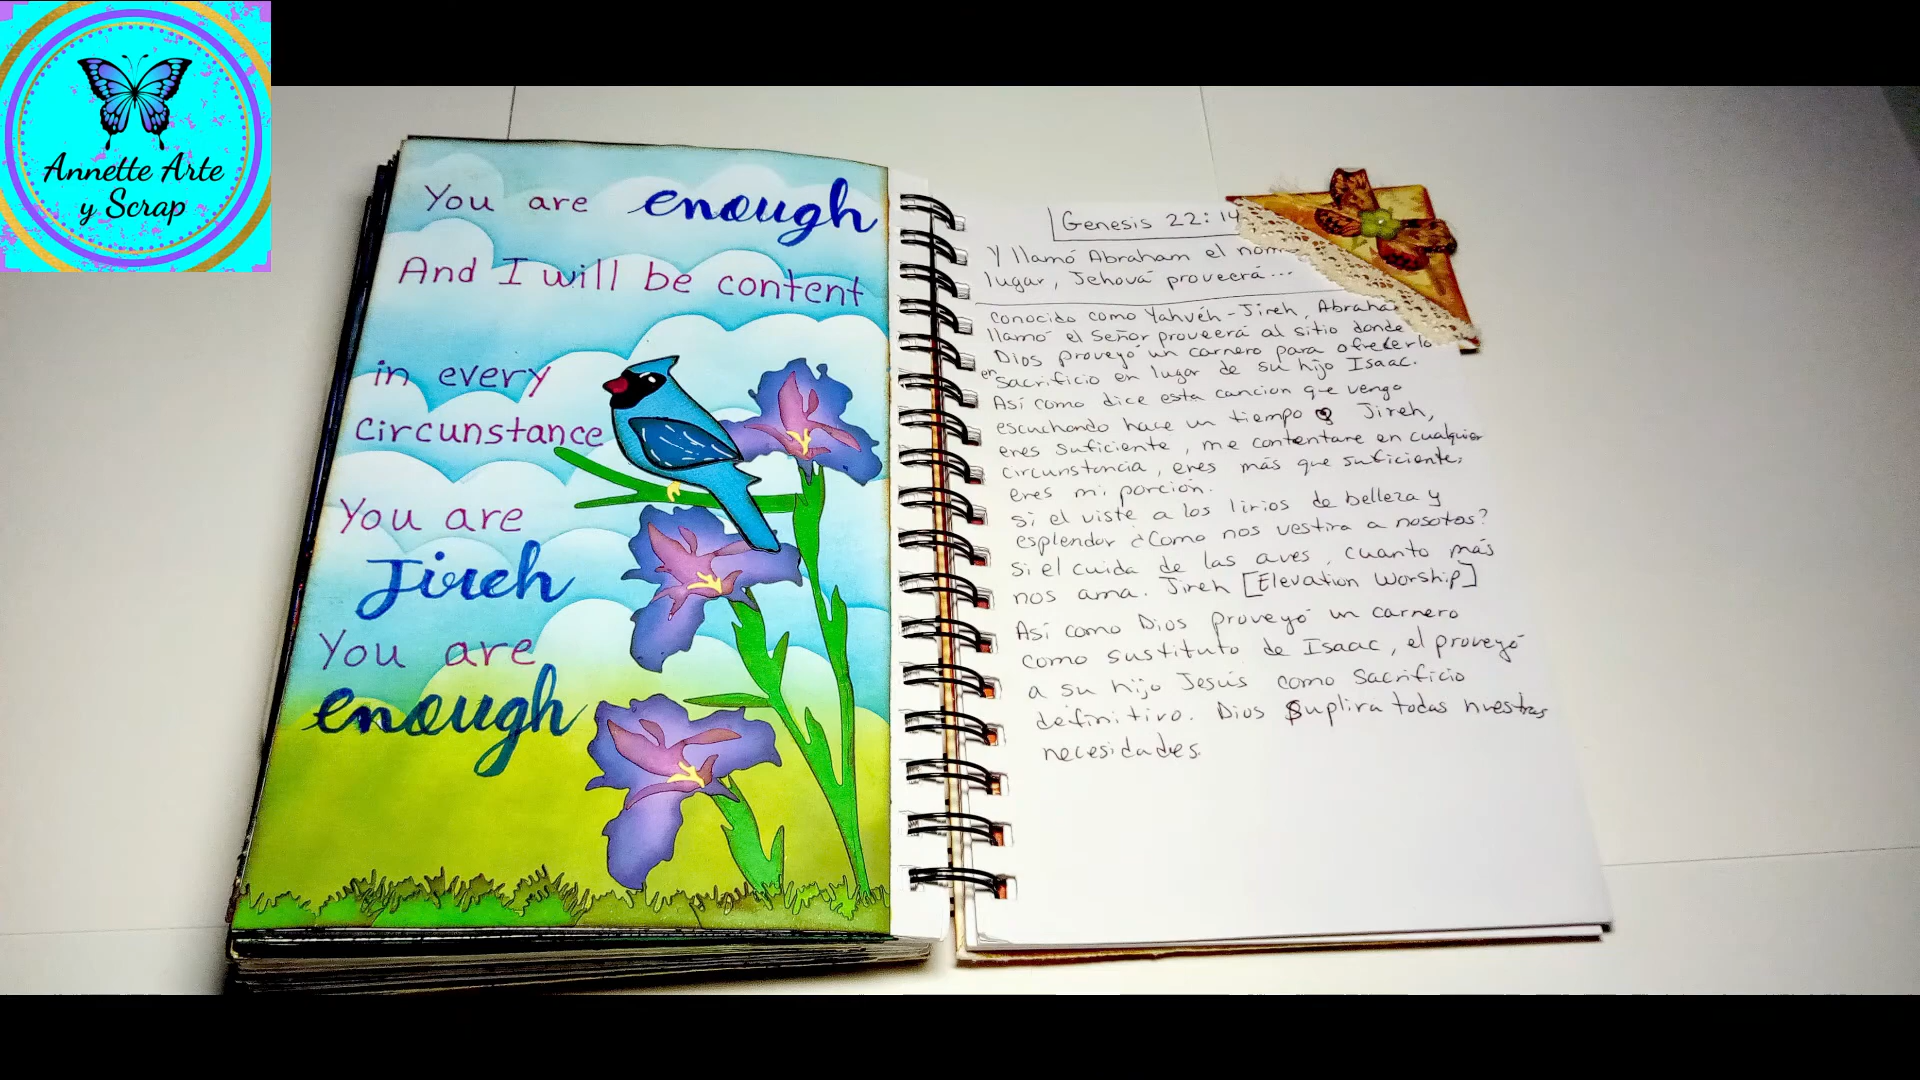 Annette Arte
y Scrap
You are enough
And I will be content
in every
circunstance
You are
Jireh
You are
enough
Genesis 22:14
Y llamó Abraham el nom
lugar, Jehová proveerá...
conocido como Yahvéh-Jireh, Abraha
llamó el Señor proveerá al sitio donde
Dios proveyó un carnero para ofrecerlo
en sacrificio en lugar de su hijo Isaac.
Así como dice esta cancion que vengo
escuchando hace un tiempo Jireh,
eres suficiente, me contentare en cualquier
circunstancia, eres más que suficiente,
eres mi porción.
si el viste a los lirios de belleza y
esplendor ¿Como nos vestira a nosotos?
si el cuida de las aves, cuanto más
nos ama. Jireh [Elevation Worship]
Así como Dios proveyó un carnero
como sustituto de Isaac, el proveyó
a su hijo Jesús como sacrificio
definitivo. Dios suplira todas nuestras
necesidades.